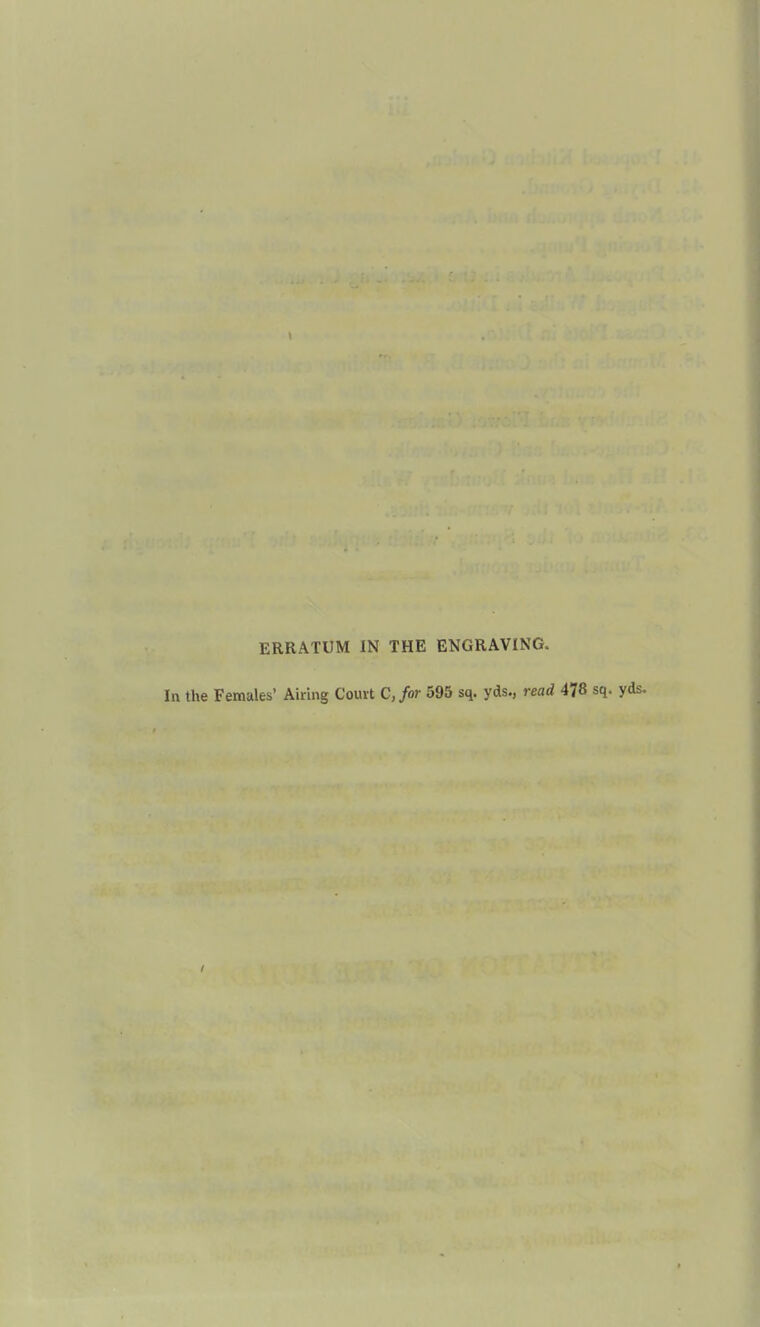 ERRATUM IN THE ENGRAVING.
In the Females' Airing Court C, for 595 sq. yds., read 478 sq. yds.